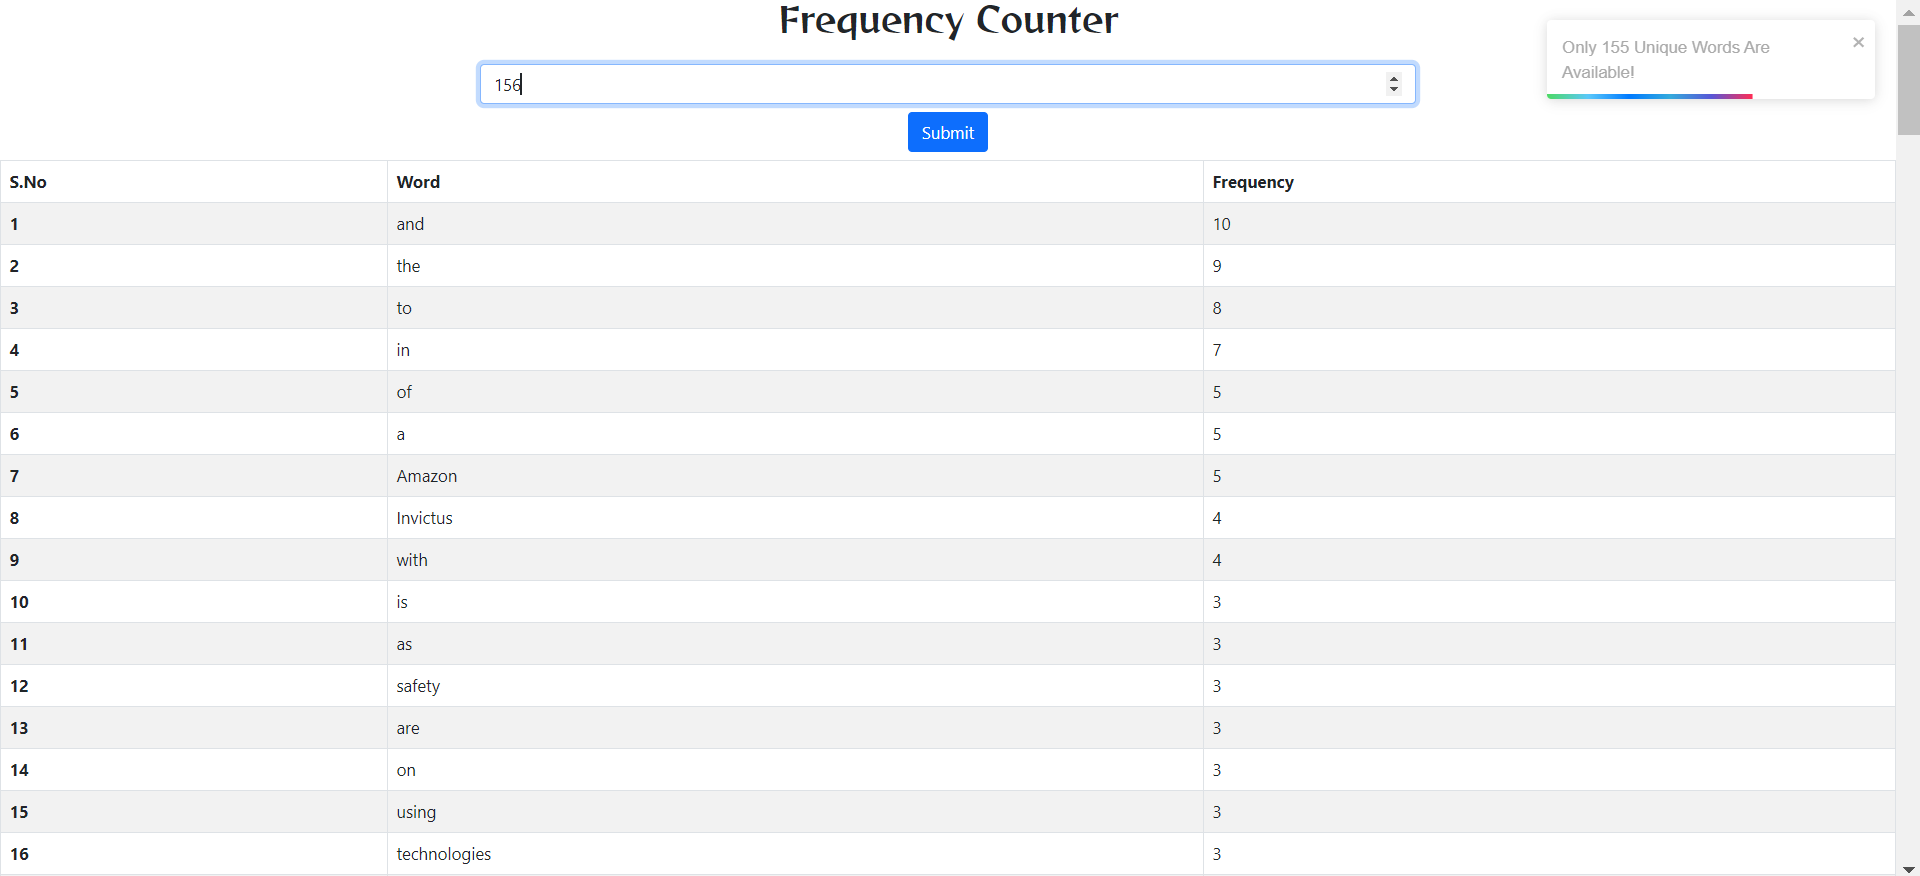 Frequency Counter
Only 155 Unique Words Are
Available!
156
Submit
S.No Word Frequency
1 and 10
2 the 9
3 to 8
4 in 7
5 of 5
6 a 5
7 Amazon 5
8 Invictus 4
9 with 4
10 is 3
11 as 3
12 safety 3
13 are 3
14 on 3
15 using 3
16 technologies 3